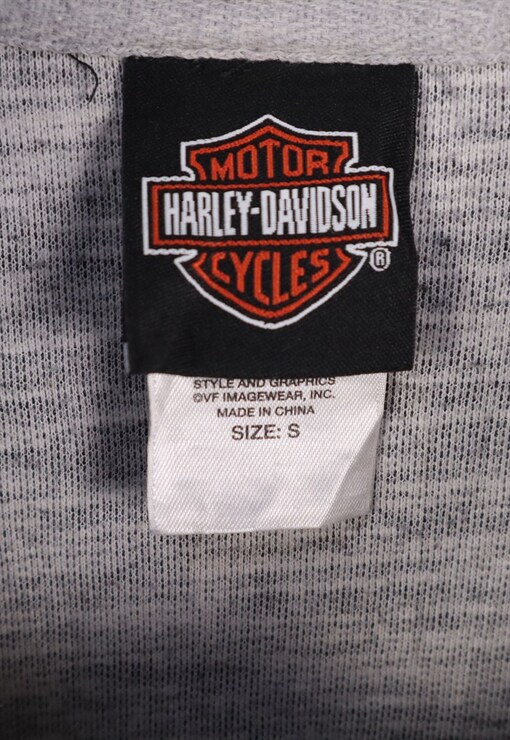 MOTOR
HARLEY-DAVIDSON
CYCLES
®
STYLE AND GRAPHICS
©VF IMAGEWEAR, INC.
MADE IN CHINA
SIZE: S